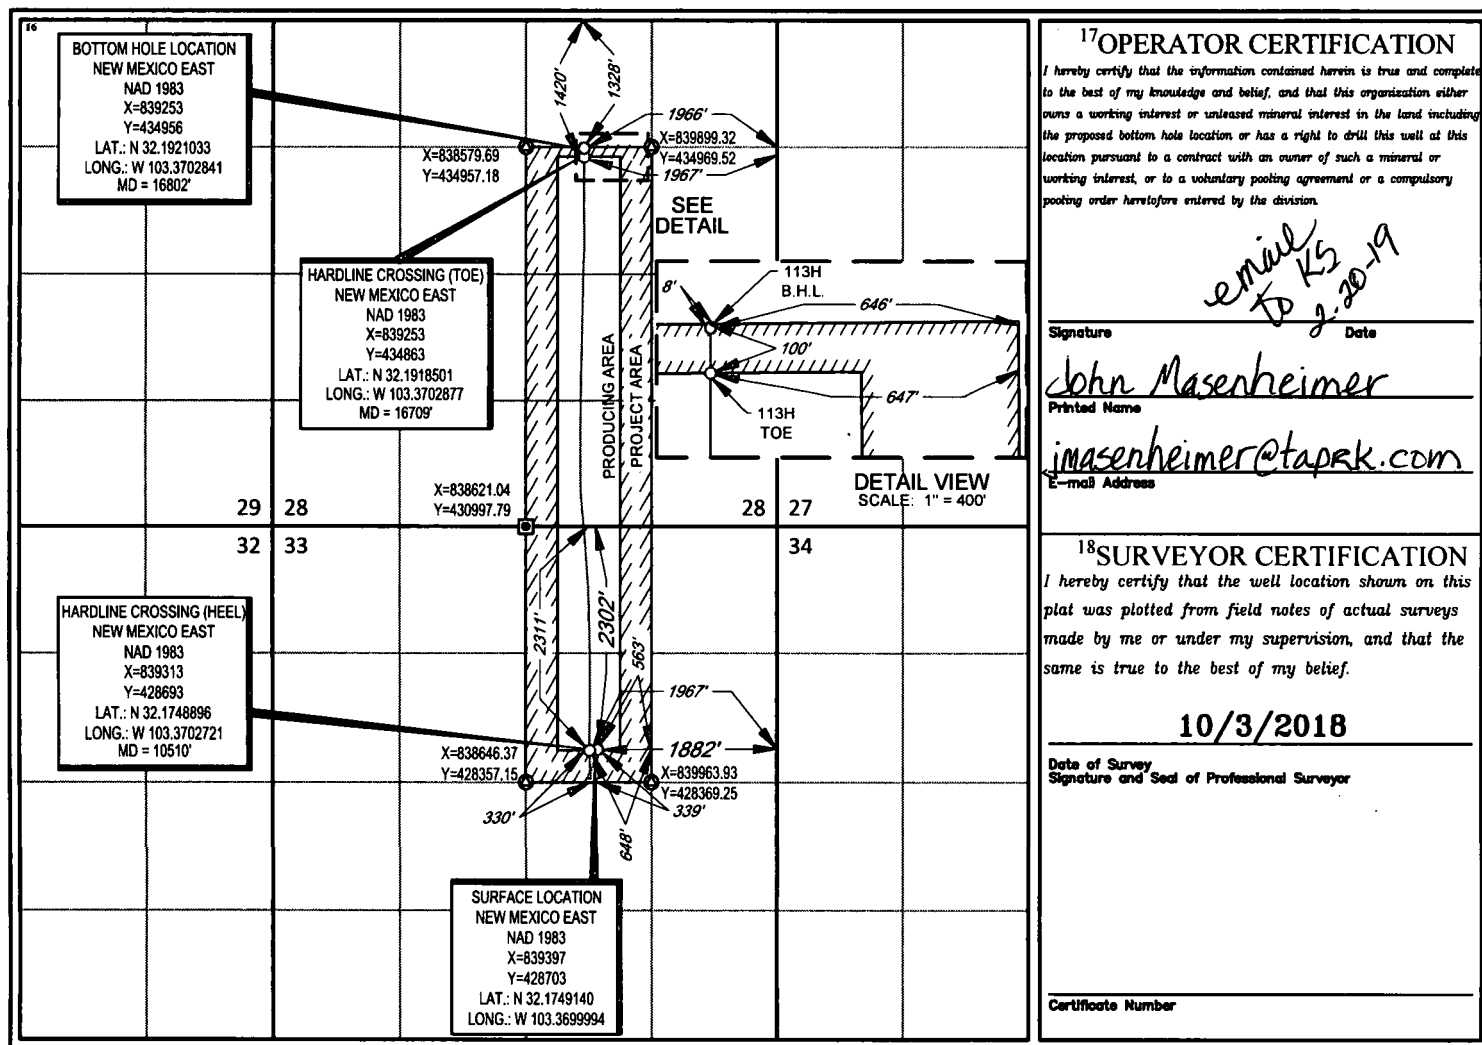 16
BOTTOM HOLE LOCATION
NEW MEXICO EAST
NAD 1983
X=839253
Y=434956
LAT.: N 32.1921033
LONG.: W 103.3702841
MD = 16802'
1420'
1328'
1966'
X=839899.32
Y=434969.52
1967'
X=838579.69
Y=434957.18
SEE
DETAIL
HARDLINE CROSSING (TOE)
NEW MEXICO EAST
NAD 1983
X=839253
Y=434863
LAT.: N 32.1918501
LONG.: W 103.3702877
MD = 16709'
PRODUCING AREA
PROJECT AREA
8'
113H
B.H.L.
646'
100'
647'
113H
TOE
DETAIL VIEW
SCALE: 1" = 400'
X=838621.04
Y=430997.79
29 28
28 27
32 33
34
HARDLINE CROSSING (HEEL)
NEW MEXICO EAST
NAD 1983
X=839313
Y=428693
LAT.: N 32.1748896
LONG.: W 103.3702721
MD = 10510'
2311'
2302'
563'
1967'
1882'
X=838646.37
Y=428357.15
X=839963.93
Y=428369.25
330'
339'
648'
SURFACE LOCATION
NEW MEXICO EAST
NAD 1983
X=839397
Y=428703
LAT.: N 32.1749140
LONG.: W 103.3699994
17 OPERATOR CERTIFICATION
I hereby certify that the information contained herein is true and complete
to the best of my knowledge and belief, and that this organization either
owns a working interest or unleased mineral interest in the land including
the proposed bottom hole location or has a right to drill this well at this
location pursuant to a contract with an owner of such a mineral or
working interest, or to a voluntary pooling agreement or a compulsory
pooling order heretofore entered by the division.
email
to KS
2-20-19
Signature Date
John Masenheimer
Printed Name
jmasenheimer@taprk.com
E-mail Address
18 SURVEYOR CERTIFICATION
I hereby certify that the well location shown on this
plat was plotted from field notes of actual surveys
made by me or under my supervision, and that the
same is true to the best of my belief.
10/3/2018
Date of Survey
Signature and Seal of Professional Surveyor
Certificate Number